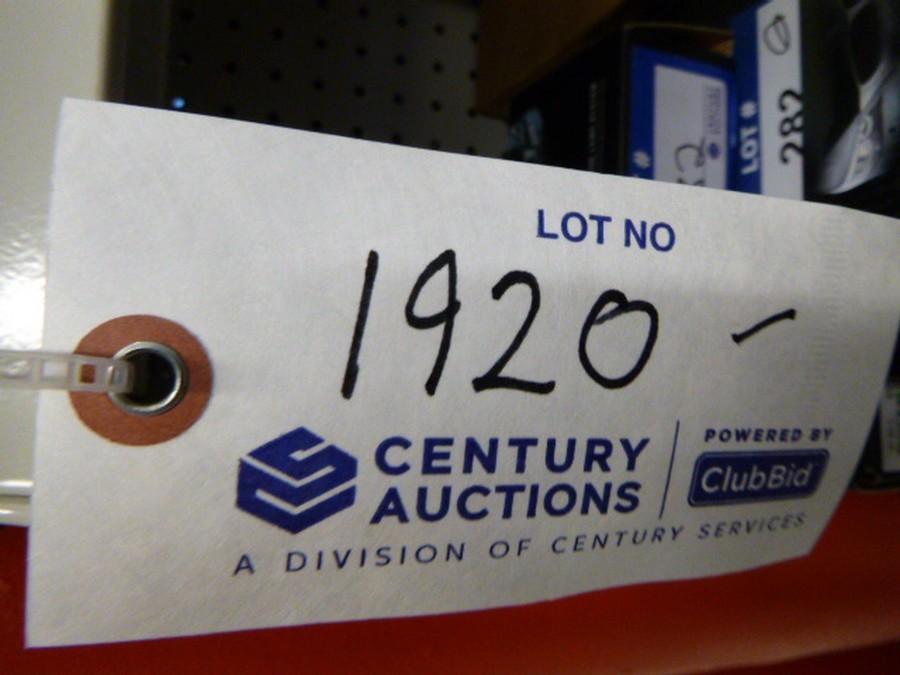 LOT NO
1920 -
CENTURY
AUCTIONS
POWERED BY
ClubBid
A DIVISION OF CENTURY SERVICES
LOT #
282